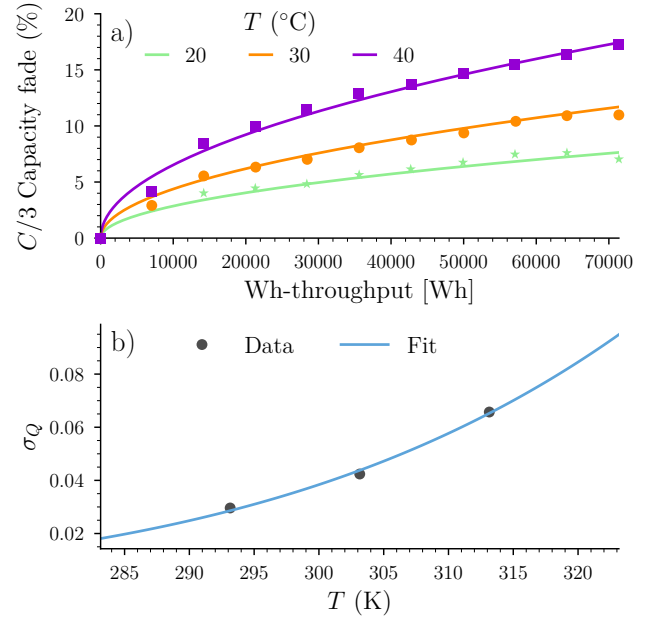 a)
T (°C)
20 30 40
C/3 Capacity fade (%)
20
15
10
5
0
0 10000 20000 30000 40000 50000 60000 70000
Wh-throughput [Wh]
b)
Data Fit
σQ
0.08
0.06
0.04
0.02
285 290 295 300 305 310 315 320
T (K)